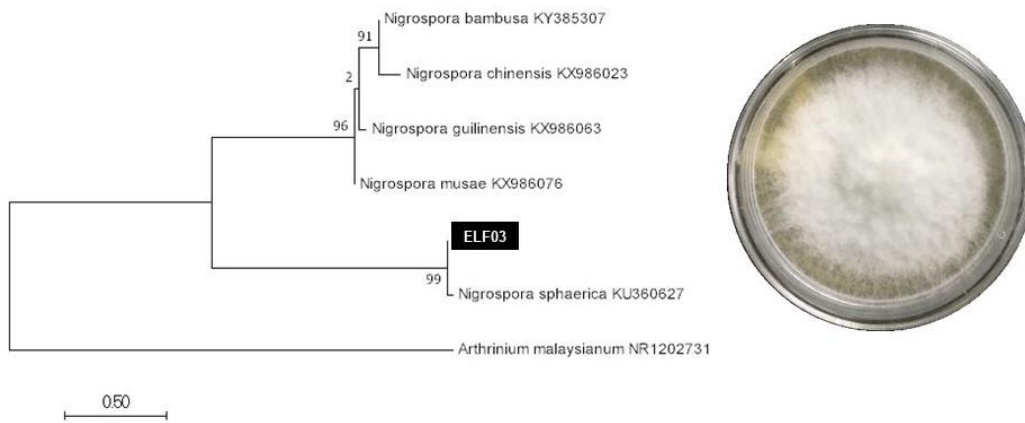 Nigrospora bambusa KY385307
91
Nigrospora chinensis KX986023
2
Nigrospora guilinensis KX986063
96
Nigrospora musae KX986076
ELF03
99
Nigrospora sphaerica KU360627
Arthrinium malaysianum NR1202731
0.50